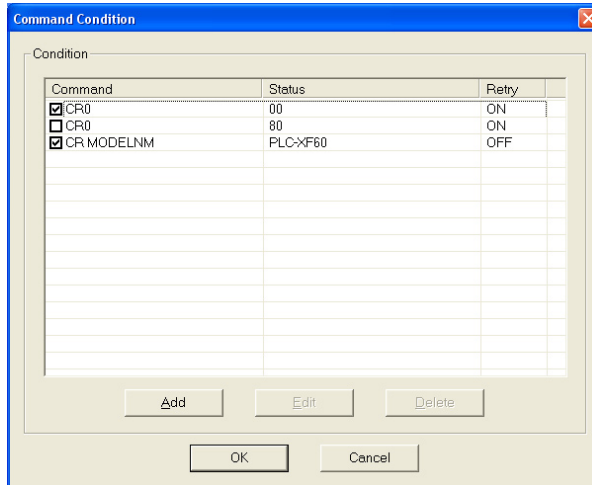 Command Condition
Condition
Command Status Retry
CR0 00 ON
CR0 80 ON
CR MODELNM PLC-XF60 OFF
Add Edit Delete
OK Cancel